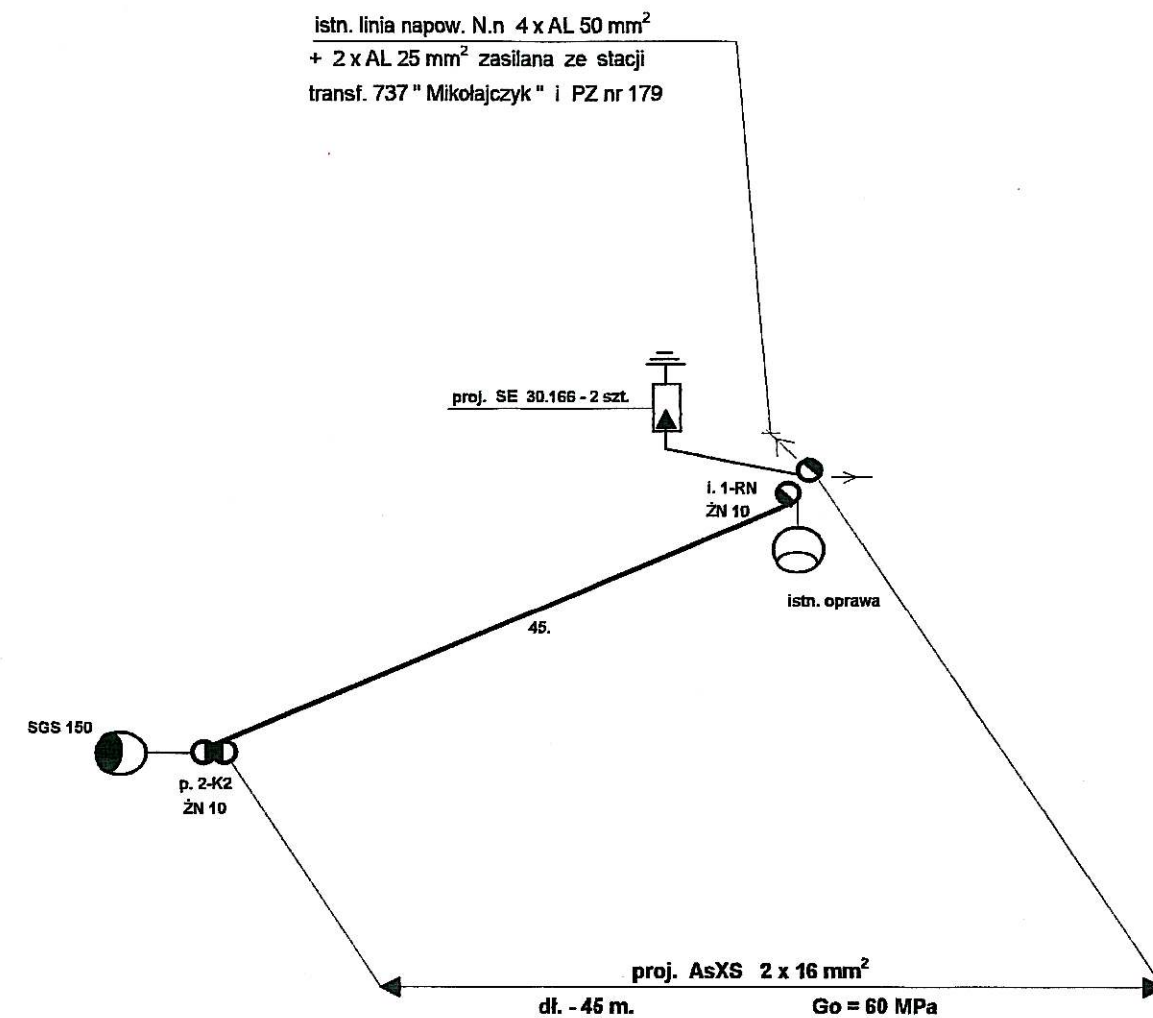 istn. linia napow. N.n 4 x AL 50 mm²
+ 2 x AL 25 mm² zasilana ze stacji
transf. 737 " Mikołajczyk " i PZ nr 179
proj. SE 30.166 - 2 szt.
i. 1-RN
ŻN 10
istn. oprawa
45.
SGS 150
p. 2-K2
ŻN 10
proj. AsXS 2 x 16 mm²
dł. - 45 m. Go = 60 MPa